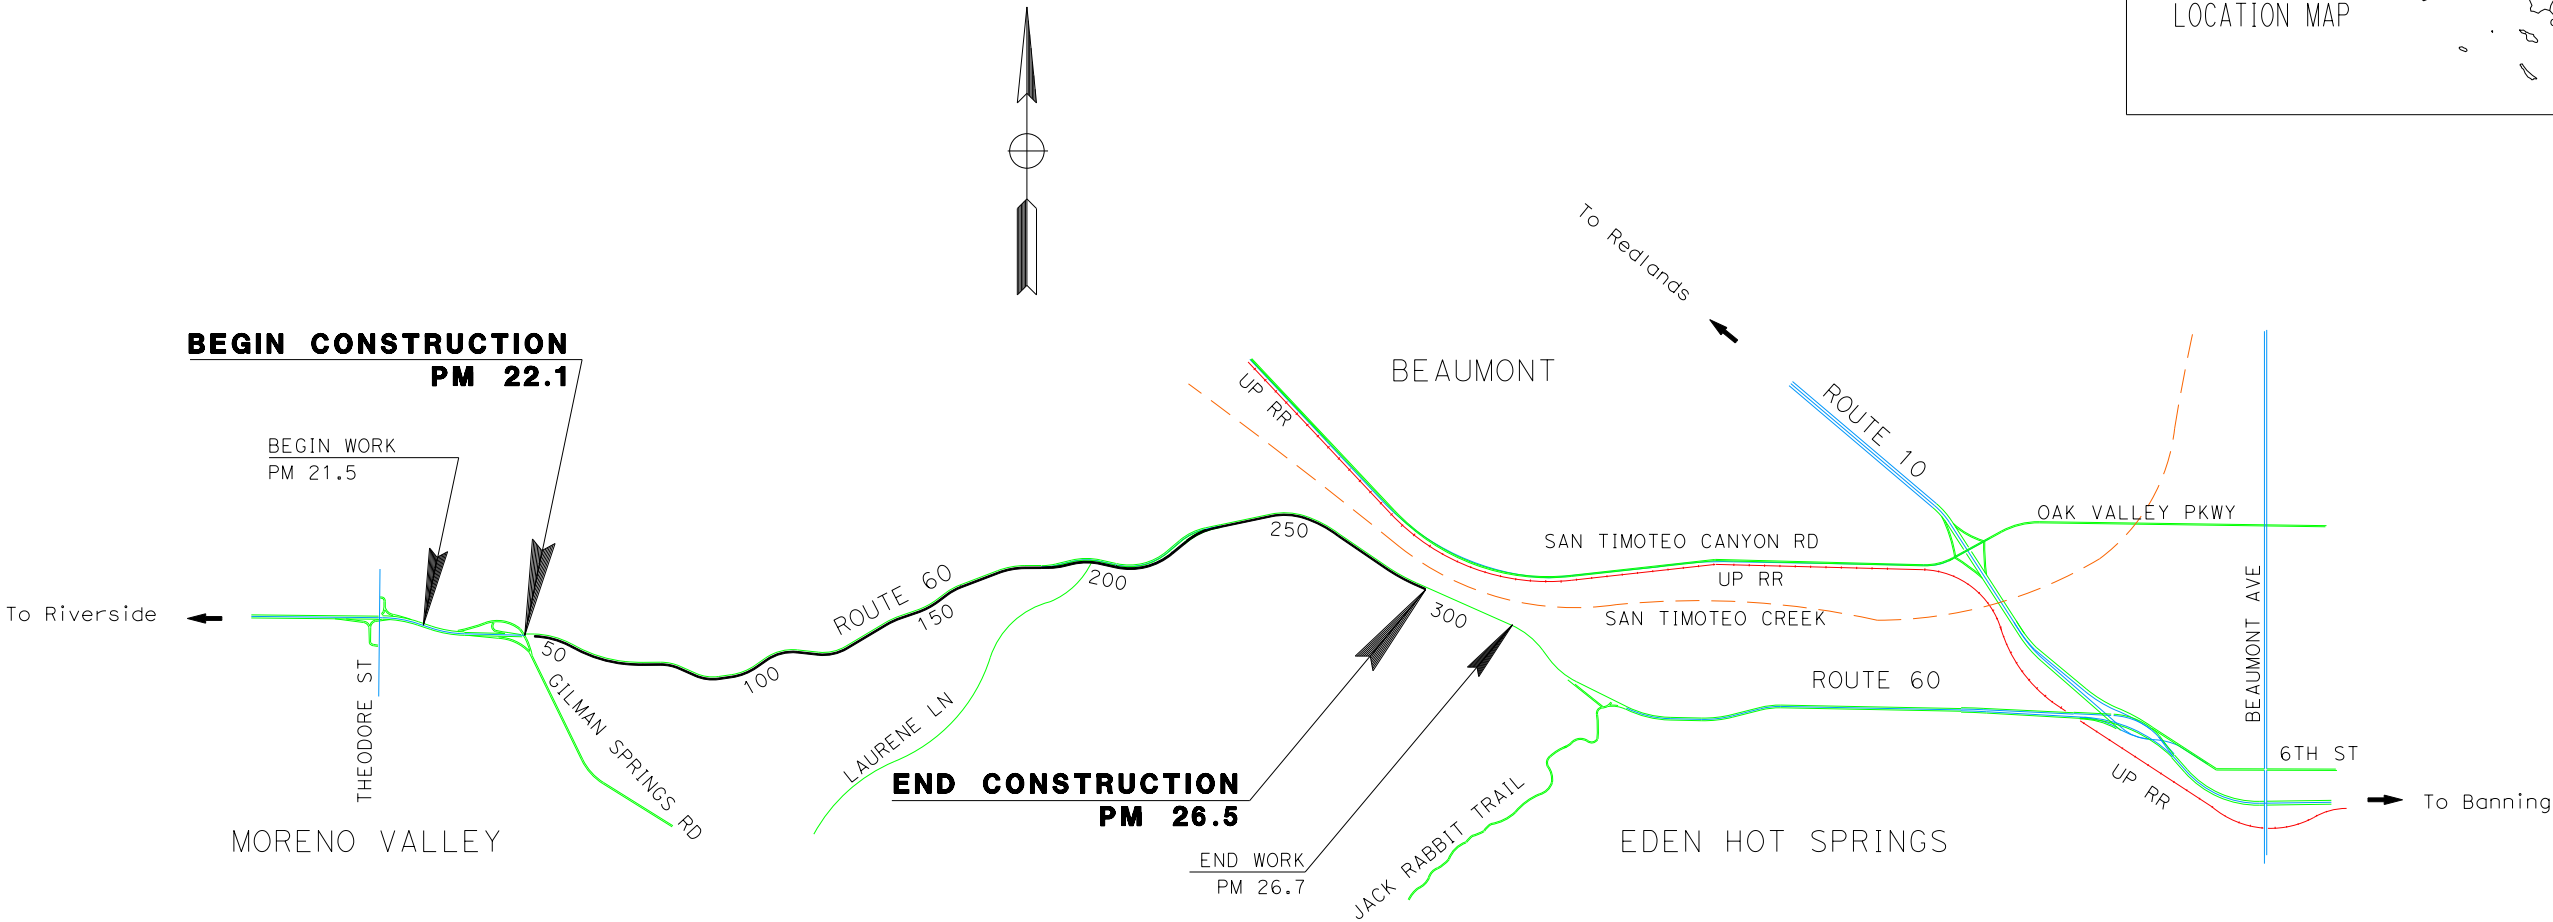 LOCATION MAP
To Redlands
BEGIN CONSTRUCTION
PM 22.1
BEAUMONT
UP RR
ROUTE 10
BEGIN WORK
PM 21.5
OAK VALLEY PKWY
250
SAN TIMOTEO CANYON RD
UP RR
ROUTE 60
200
150
300
SAN TIMOTEO CREEK
To Riverside
50
100
BEAUMONT AVE
ROUTE 60
THEODORE ST
GILMAN SPRINGS RD
LAURENE LN
END CONSTRUCTION
PM 26.5
6TH ST
UP RR
To Banning
JACK RABBIT TRAIL
MORENO VALLEY
EDEN HOT SPRINGS
END WORK
PM 26.7